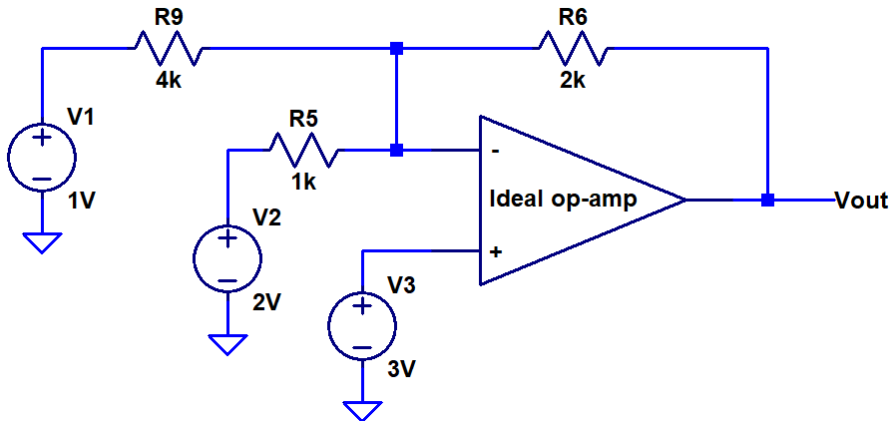 R9
R6
4k
2k
V1
R5
+
-
1k
1V
Ideal op-amp
Vout
V2
+
+
V3
2V
+
3V